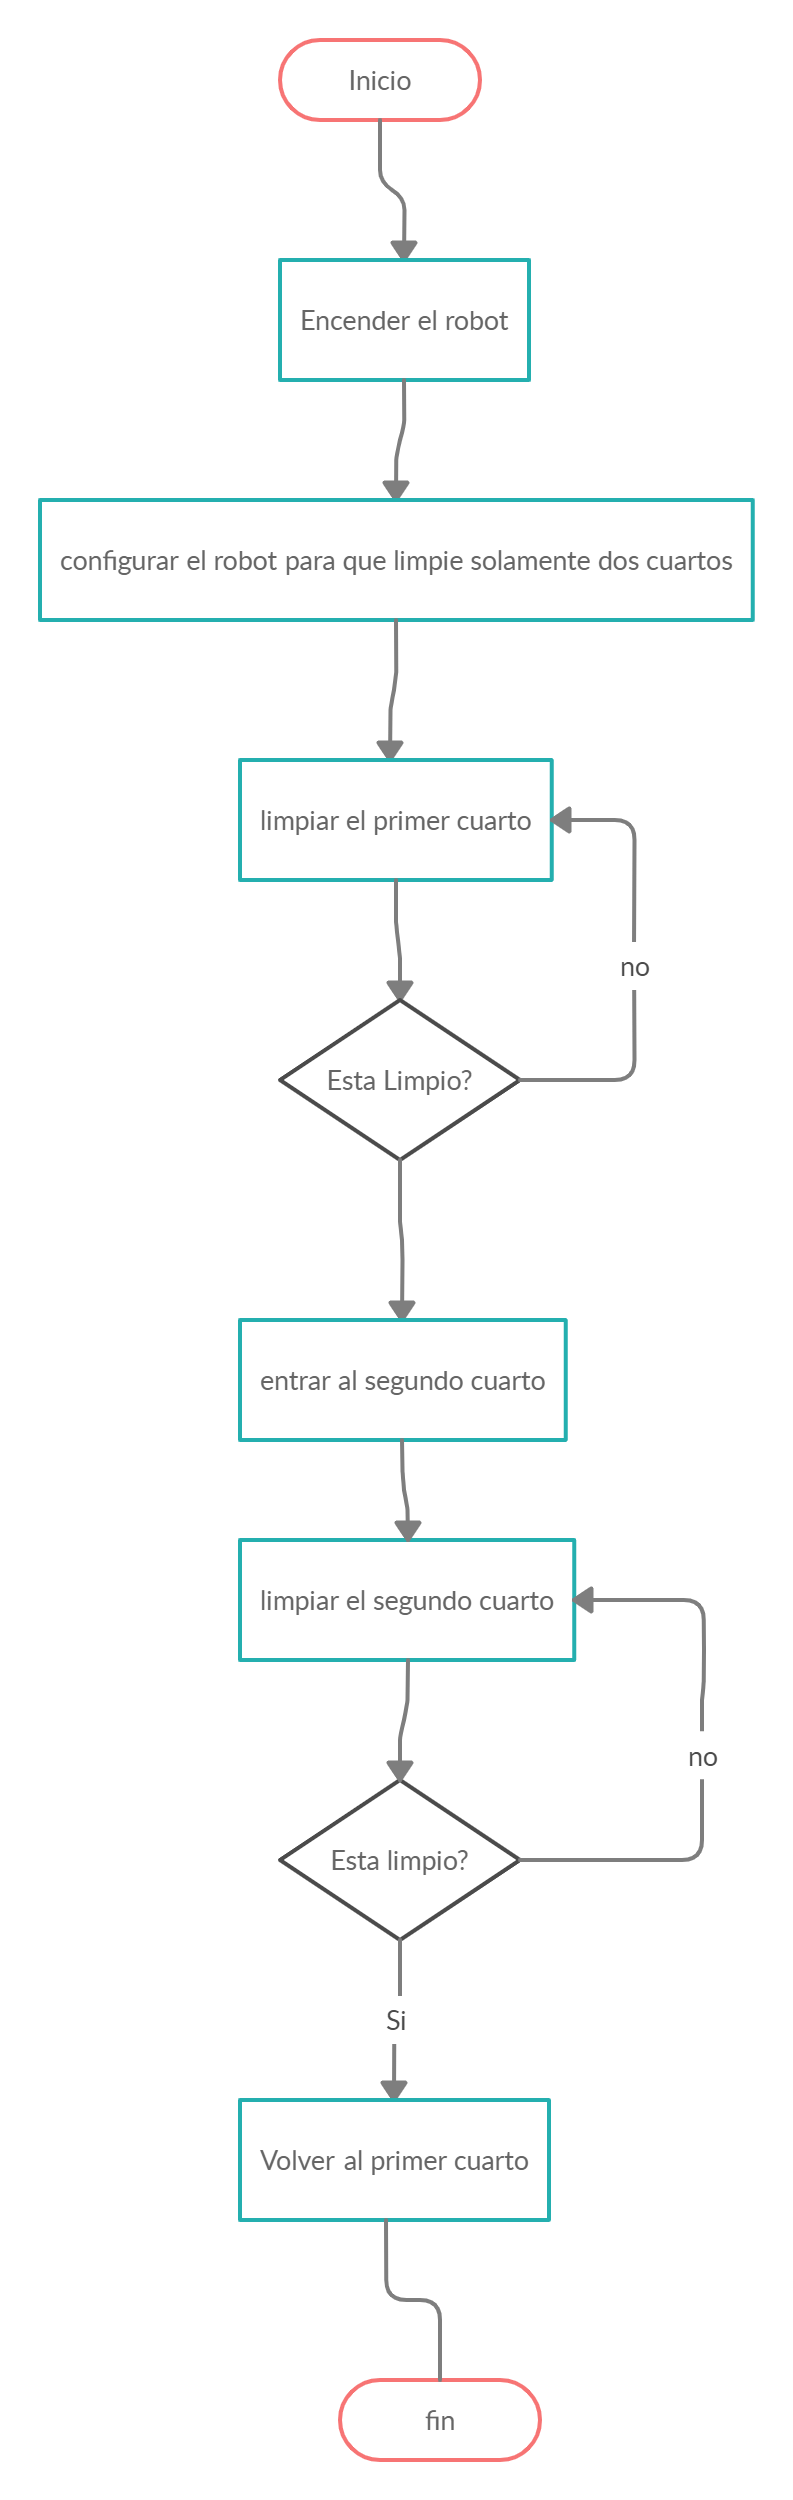 Inicio
Encender el robot
configurar el robot para que limpie solamente dos cuartos
limpiar el primer cuarto
no
Esta Limpio?
entrar al segundo cuarto
limpiar el segundo cuarto
no
Esta limpio?
Si
Volver al primer cuarto
fin